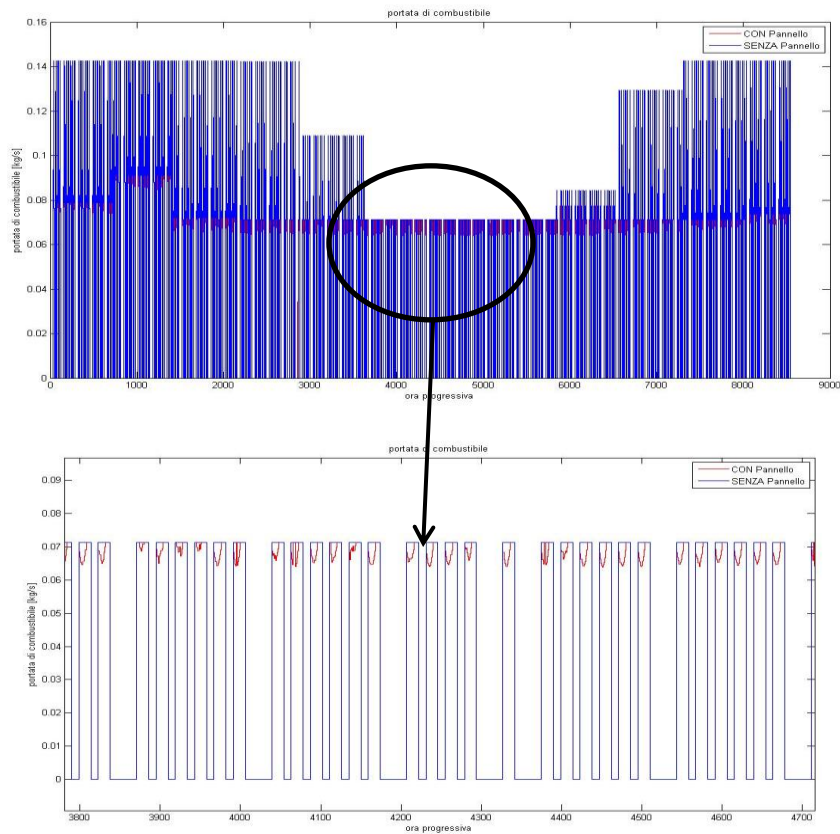 portata di combustibile
0.16
0.14
0.12
0.1
0.08
0.06
0.04
0.02
0
portata di combustibile [kg/s]
CON Pannello
SENZA Pannello
0 1000 2000 3000 4000 5000 6000 7000 8000 9000
ora progressiva
portata di combustibile
0.09
0.08
0.07
0.06
0.05
0.04
0.03
0.02
0.01
0
portata di combustibile [kg/s]
CON Pannello
SENZA Pannello
3800 3900 4000 4100 4200 4300 4400 4500 4600 4700
ora progressiva